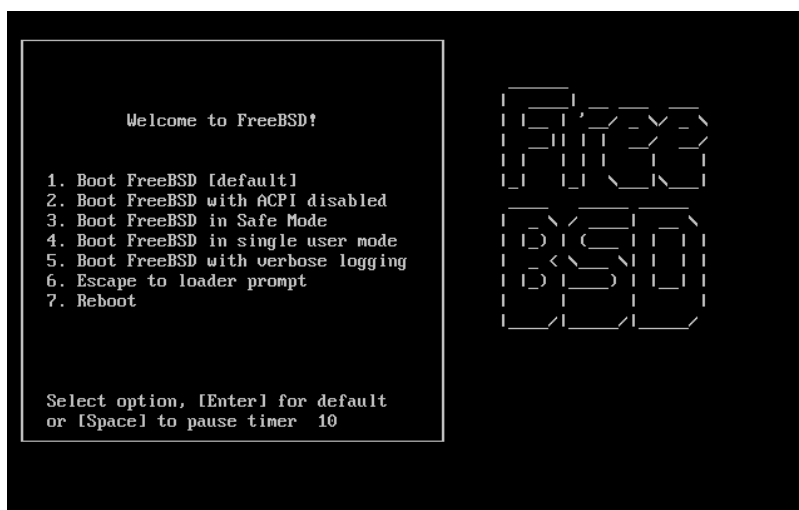 Welcome to FreeBSD!
1. Boot FreeBSD [default]
2. Boot FreeBSD with ACPI disabled
3. Boot FreeBSD in Safe Mode
4. Boot FreeBSD in single user mode
5. Boot FreeBSD with verbose logging
6. Escape to loader prompt
7. Reboot
Select option, [Enter] for default
or [Space] to pause timer  10
Free
BSD